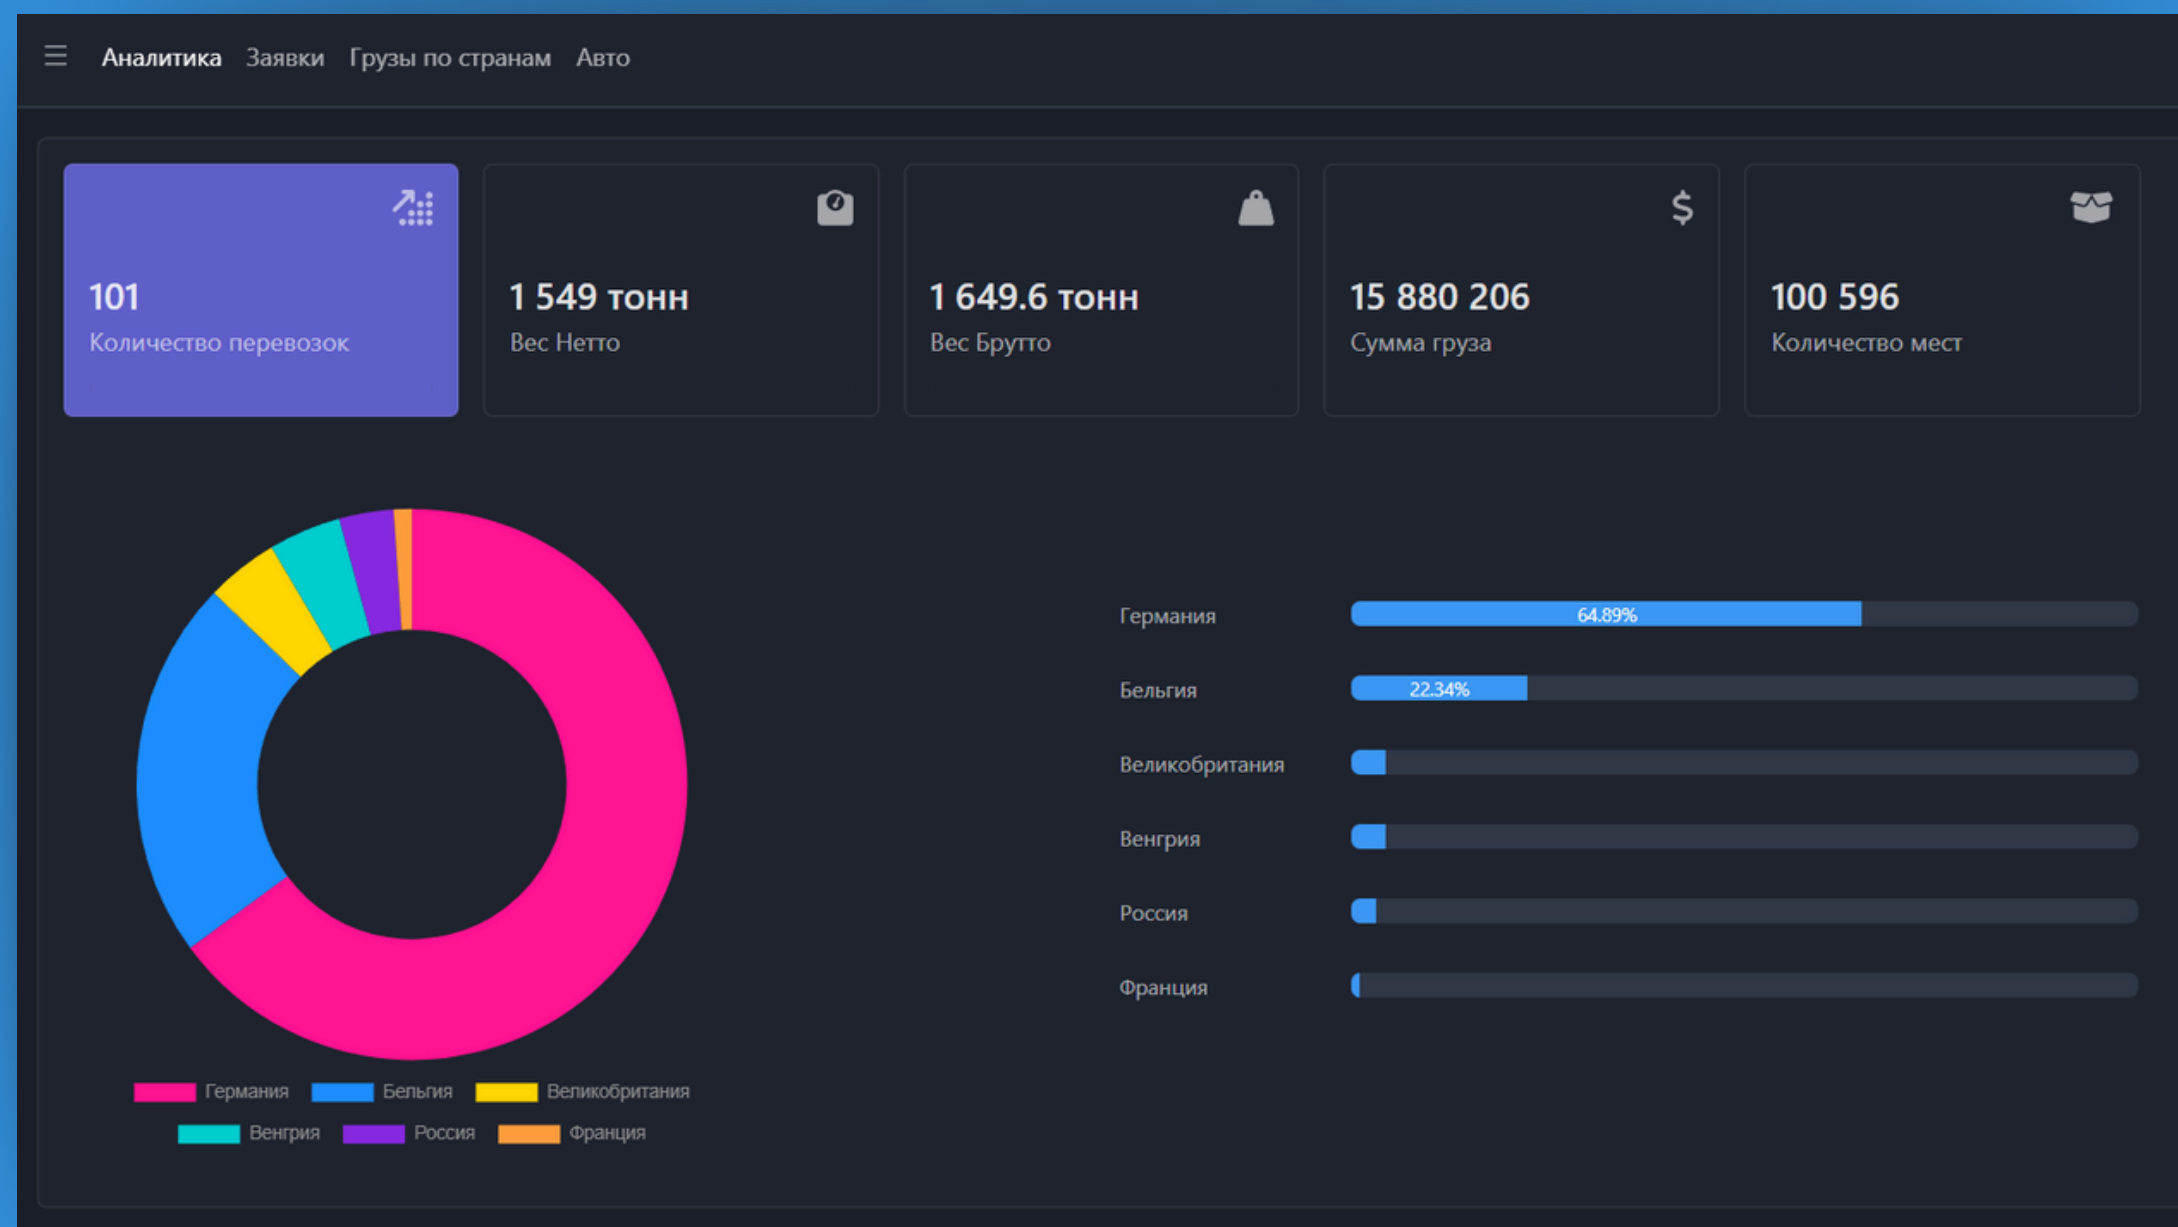 Аналитика Заявки Грузы по странам Авто
101
Количество перевозок
1 549 тонн
Вес Нетто
1 649.6 тонн
Вес Брутто
15 880 206
Сумма груза
100 596
Количество мест
Германия 64.89%
Бельгия 22.34%
Великобритания
Венгрия
Россия
Франция
Германия Бельгия Великобритания
Венгрия Россия Франция